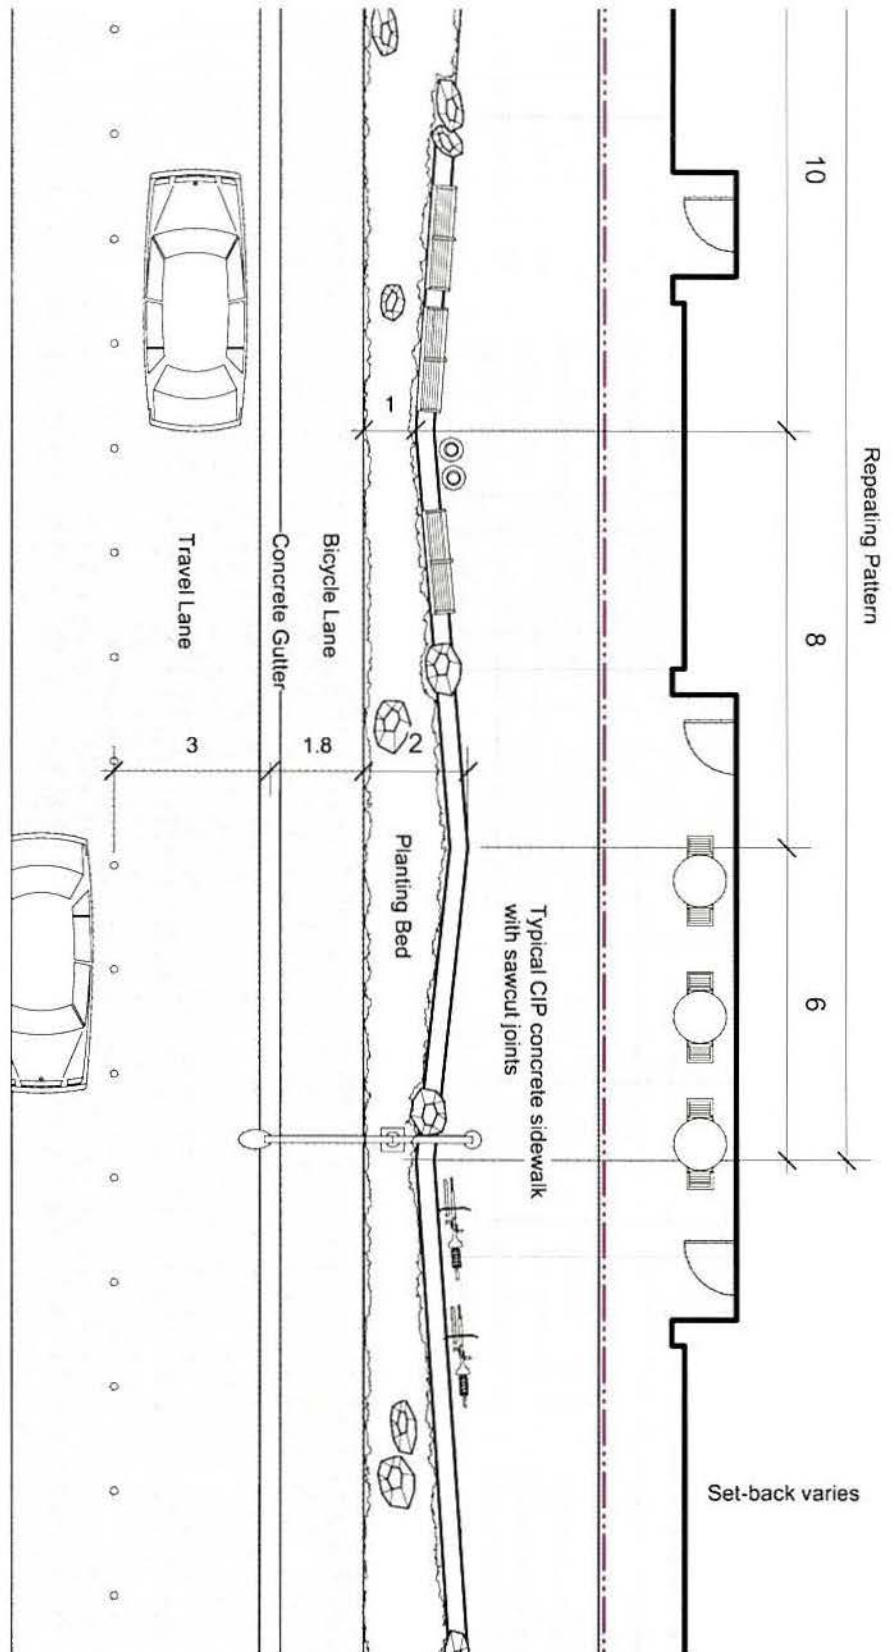 Repeating Pattern
10
8
6
1
Travel Lane
Concrete Gutter
Bicycle Lane
3
1.8
2
Planting Bed
Typical CIP concrete sidewalk
with sawcut joints
Set-back varies